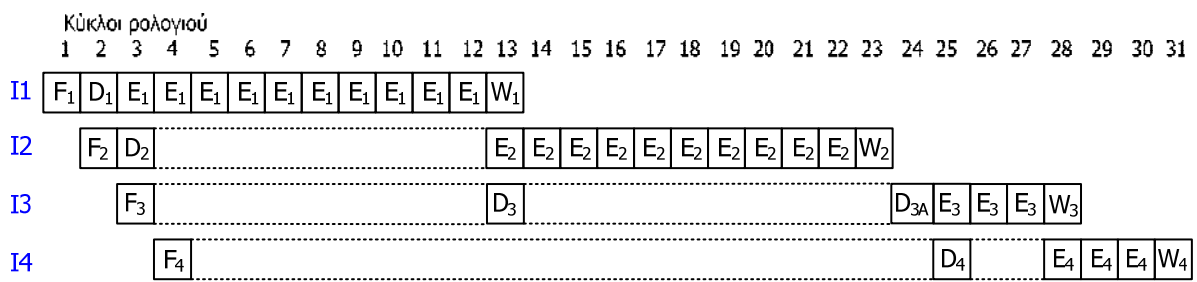 Κύκλοι ρολογιού
1 2 3 4 5 6 7 8 9 10 11 12 13 14 15 16 17 18 19 20 21 22 23 24 25 26 27 28 29 30 31
I1 F1 D1 E1 E1 E1 E1 E1 E1 E1 E1 E1 E1 W1
I2 F2 D2 E2 E2 E2 E2 E2 E2 E2 E2 E2 E2 W2
I3 F3 D3 D3A E3 E3 E3 W3
I4 F4 D4 E4 E4 E4 W4